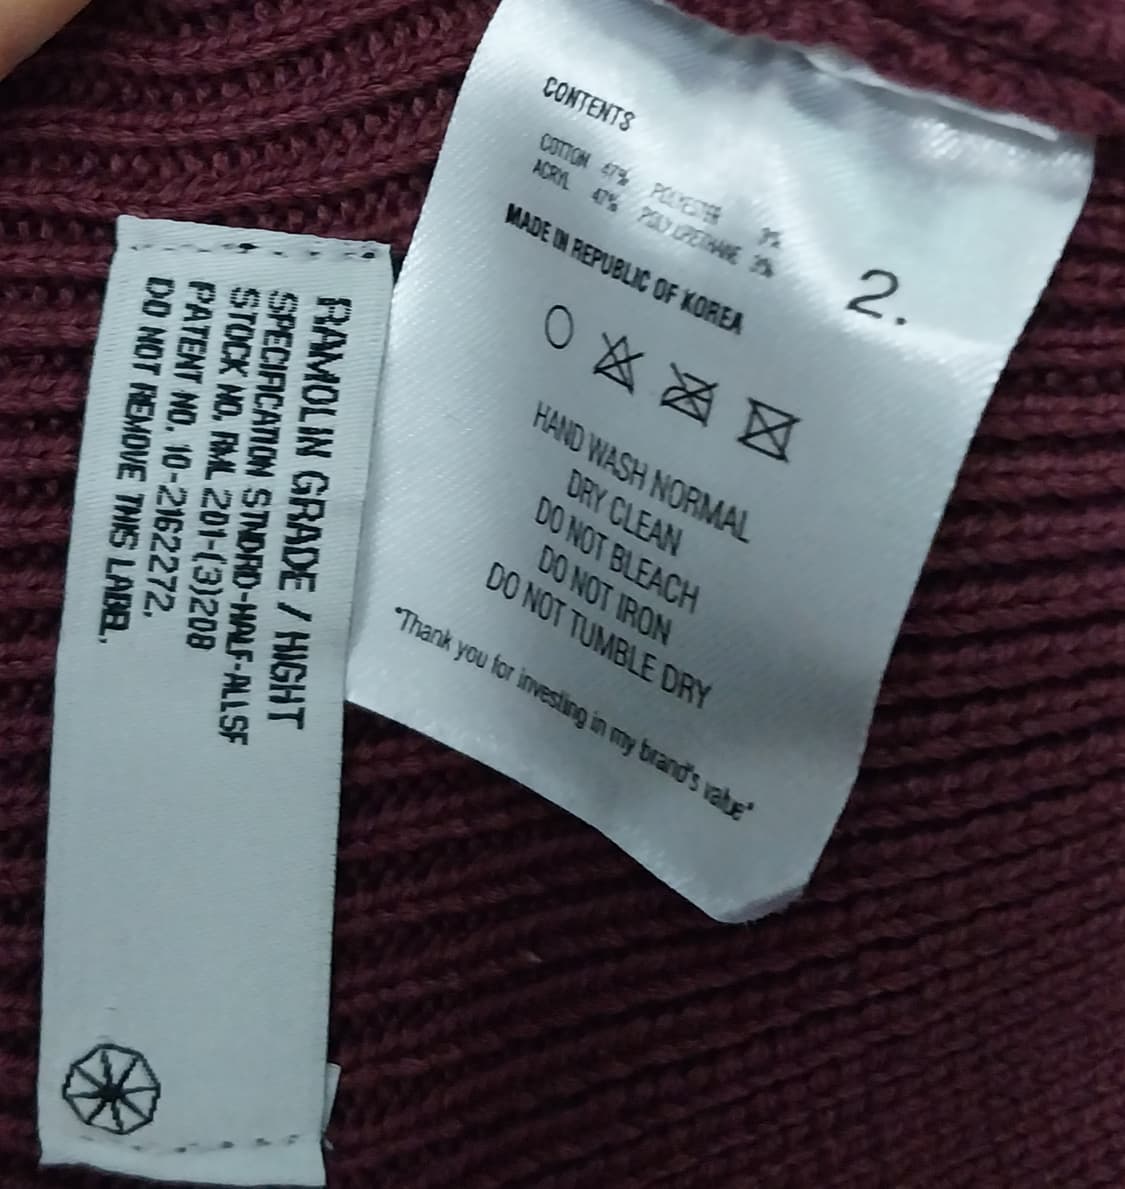 RAMOLIN GRADE / HIGHT
SPECIFICATION STNDRD-HALF-ALLSF
STOCK NO, RML 201-(3)208
PATENT NO. 10-2162272.
DO NOT REMOVE THIS LABEL.
CONTENTS
COTTON 47% POLYESTER 3%
ACRYL 47% POLYURETHANE 3%
MADE IN REPUBLIC OF KOREA
2.
HAND WASH NORMAL
DRY CLEAN
DO NOT BLEACH
DO NOT IRON
DO NOT TUMBLE DRY
"Thank you for investing in my brand's value"